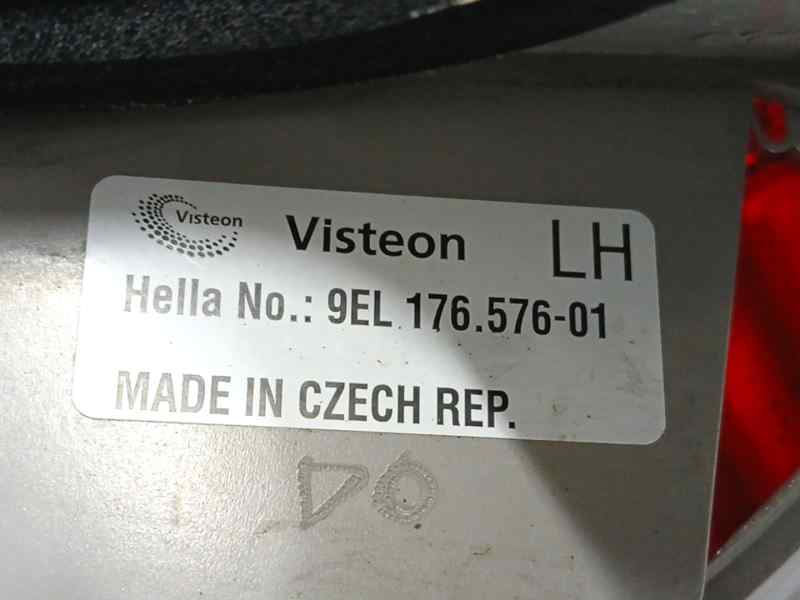 Visteon Visteon LH
Hella No.: 9EL 176.576-01
MADE IN CZECH REP.